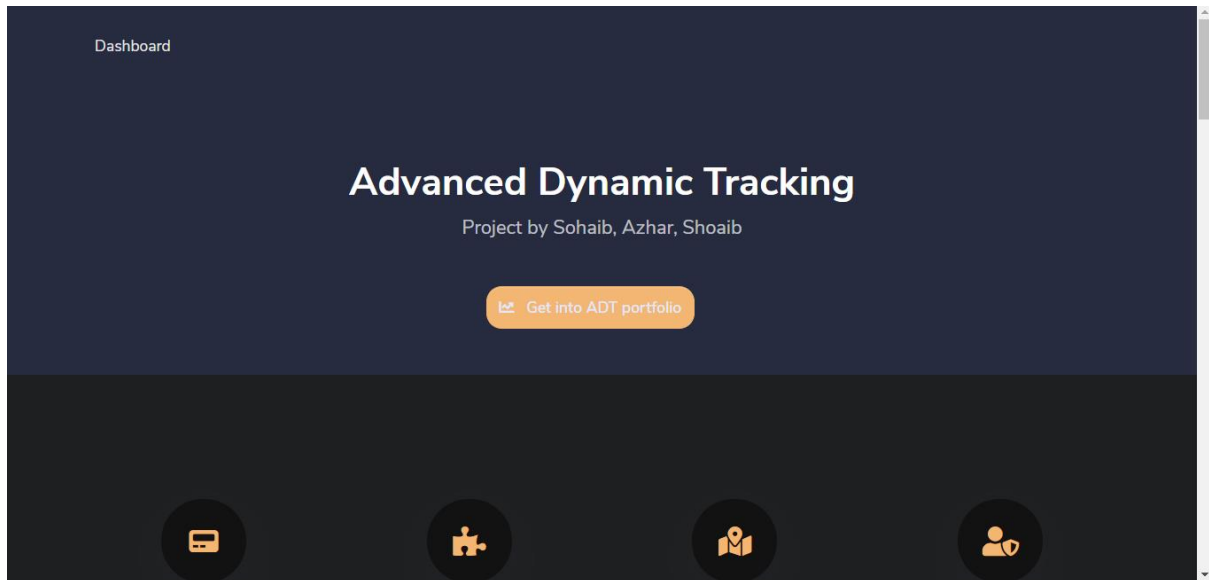 Dashboard
Advanced Dynamic Tracking
Project by Sohaib, Azhar, Shoaib
Get into ADT portfolio